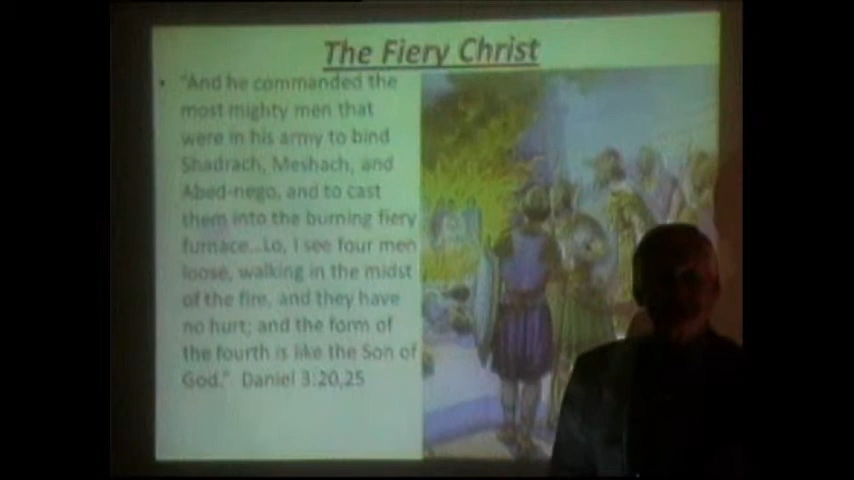 The Fiery Christ
• "And he commanded the
most mighty men that
were in his army to bind
Shadrach, Meshach, and
Abed-nego, and to cast
them into the burning fiery
furnace...Lo, I see four men
loose, walking in the midst
of the fire, and they have
no hurt; and the form of
the fourth is like the Son of
God." Daniel 3:20,25